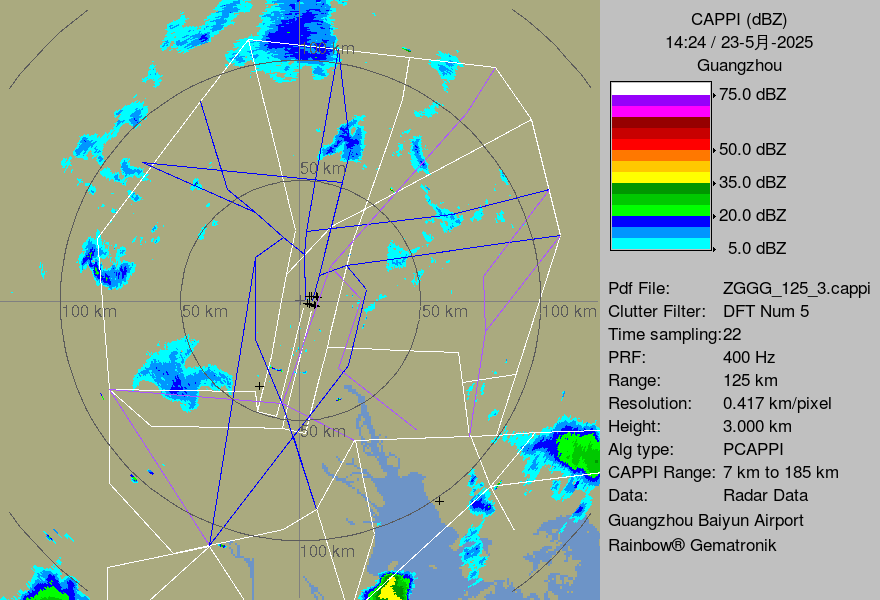 CAPPI (dBZ)
14:24 / 23-5月-2025
Guangzhou
75.0 dBZ
50.0 dBZ
35.0 dBZ
20.0 dBZ
5.0 dBZ
Pdf File: ZGGG_125_3.cappi
Clutter Filter: DFT Num 5
Time sampling:22
PRF: 400 Hz
Range: 125 km
Resolution: 0.417 km/pixel
Height: 3.000 km
Alg type: PCAPPI
CAPPI Range: 7 km to 185 km
Data: Radar Data
Guangzhou Baiyun Airport
Rainbow® Gematronik
100 km
50 km
100 km
50 km
50 km
100 km
50 km
100 km